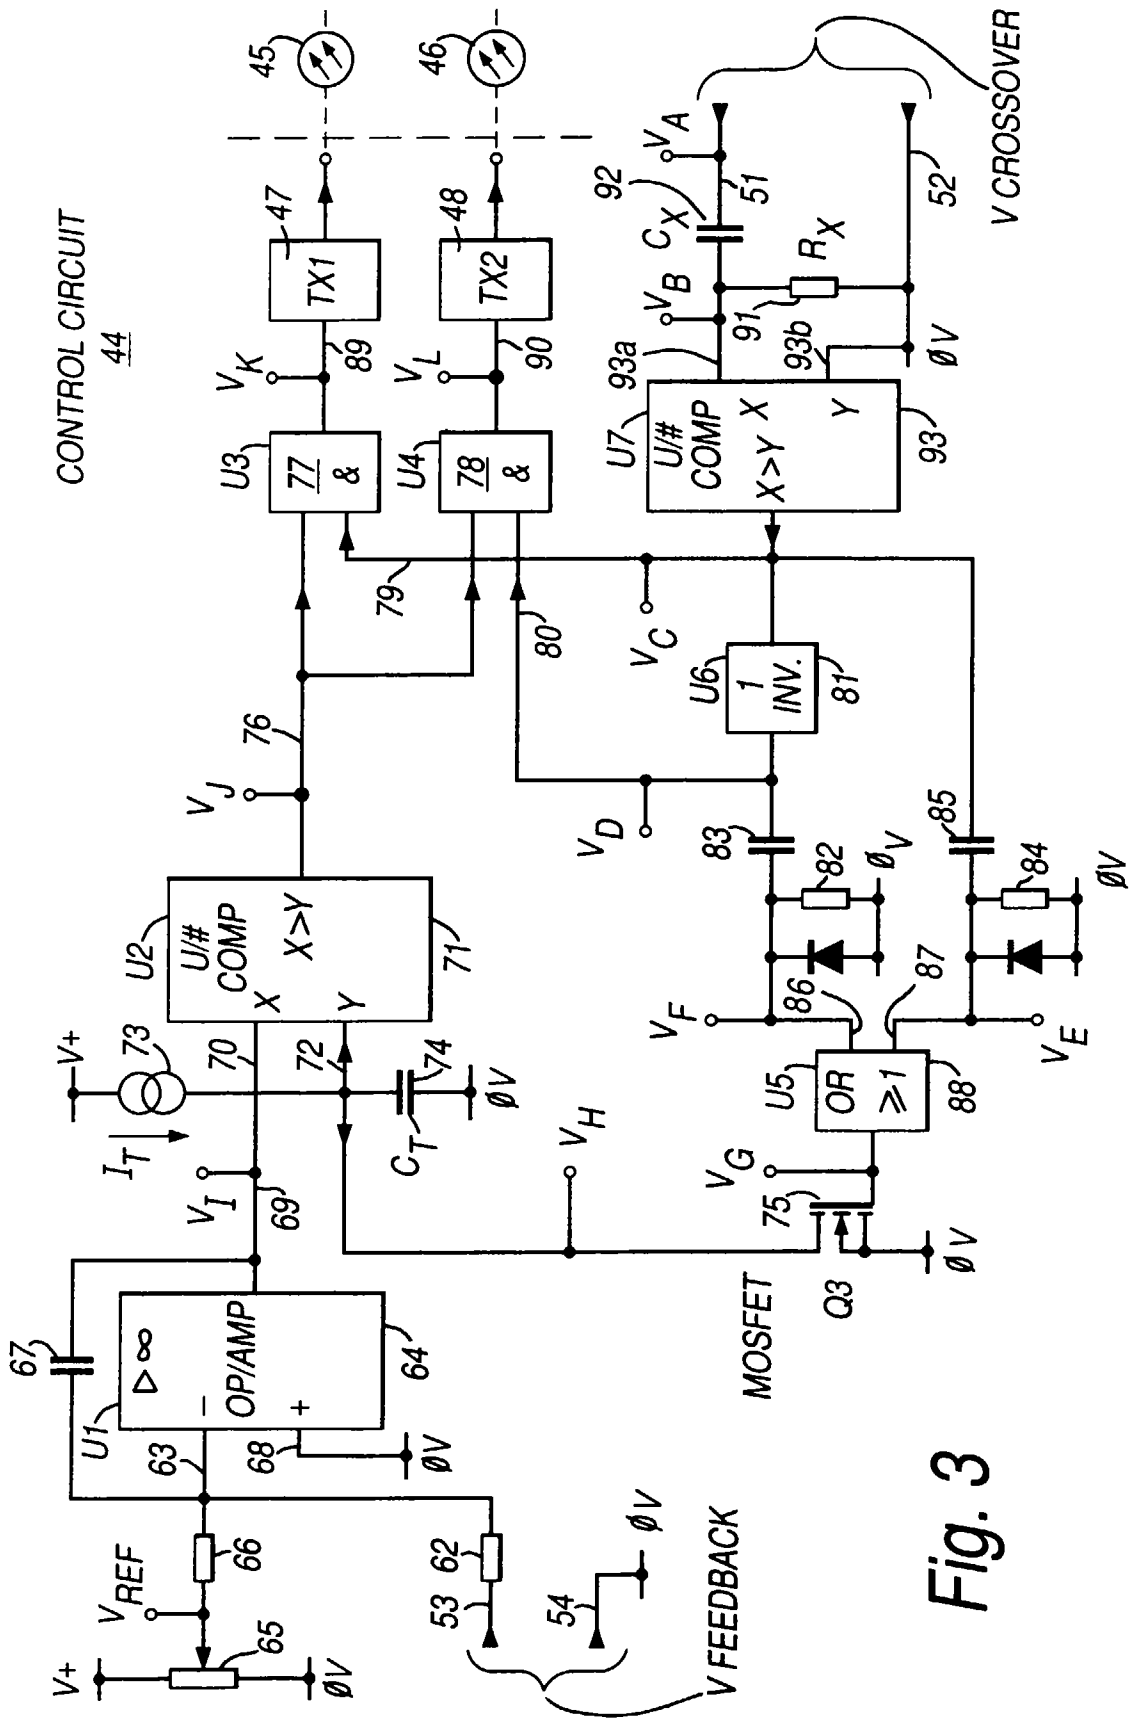 CONTROL CIRCUIT
44
V+
VREF
65
ØV
66
63
68
ØV
67
U1
▷∞
−
OP/AMP
+
64
53
62
54
ØV
V FEEDBACK
VI
69
IT
V+
73
70
72
CT
74
ØV
U2
U/#
COMP
X
X>Y
Y
71
VJ
76
U3
77
&
VK
89
47
TX1
45
U4
78
&
VL
90
48
TX2
46
79
80
VH
VC
VD
U6
1
INV.
81
83
82
ØV
85
84
ØV
VF
86
87
VE
U5
OR
≥1
88
VG
75
MOSFET
Q3
ØV
U7
U/#
COMP
X>Y
X
Y
93
93a
93b
VB
91
RX
CX
92
VA
51
52
ØV
V CROSSOVER
Fig. 3